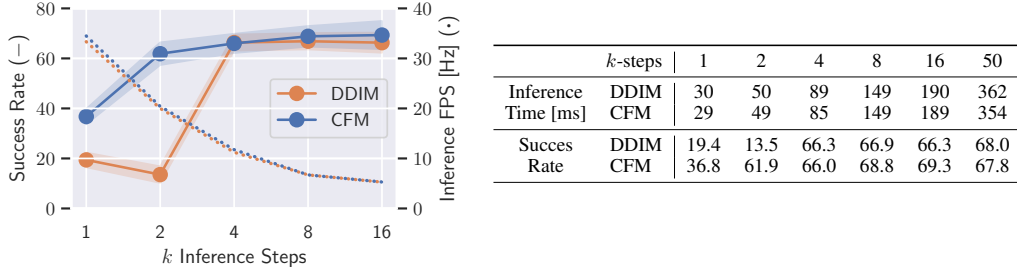 80
60
40
20
0
Success Rate (−)
40
30
20
10
0
Inference FPS [Hz] (·)
DDIM
CFM
1 2 4 8 16
k Inference Steps
k-steps 1 2 4 8 16 50
Inference DDIM 30 50 89 149 190 362
Time [ms] CFM 29 49 85 149 189 354
Succes DDIM 19.4 13.5 66.3 66.9 66.3 68.0
Rate CFM 36.8 61.9 66.0 68.8 69.3 67.8